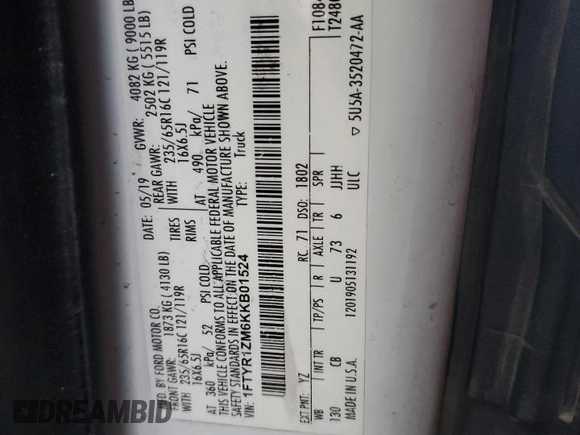 MFD. BY FORD MOTOR CO.
DATE: 05/19 GVWR: 4082 KG ( 9000 LB
FRONT GAWR: 1873 KG ( 4130 LB) REAR GAWR: 2502 KG ( 5515 LB)
235/65R16C 121/119R TIRES WITH 235/65R16C 121/119R
16X6.5J RIMS 16X6.5J
AT 360 kPa/ 52 PSI COLD AT 490 kPa/ 71 PSI COLD
THIS VEHICLE CONFORMS TO ALL APPLICABLE FEDERAL MOTOR VEHICLE
SAFETY STANDARDS IN EFFECT ON THE DATE OF MANUFACTURE SHOWN ABOVE.
VIN: 1FTYR1ZM6KKB01524 TYPE: Truck
F1084
T2480
EXT PNT: YZ RC: 71 DSO: 1802
WB INT TR TP/PS R AXLE TR SPR
130 CB U 73 6 JJHH
MADE IN U.S.A. 1201905131192 ULC
5U5A-3520472-AA
DREAMBID